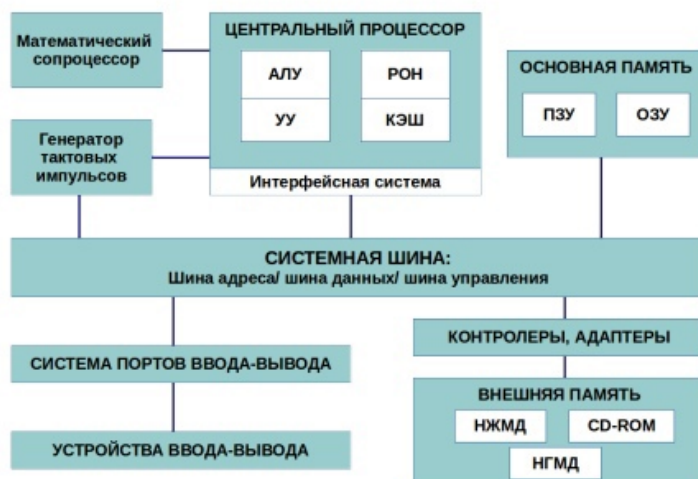 Математический
сопроцессор
Генератор
тактовых
импульсов
ЦЕНТРАЛЬНЫЙ ПРОЦЕССОР
АЛУ
РОН
УУ
КЭШ
Интерфейсная система
ОСНОВНАЯ ПАМЯТЬ
ПЗУ
ОЗУ
СИСТЕМНАЯ ШИНА:
Шина адреса/ шина данных/ шина управления
СИСТЕМА ПОРТОВ ВВОДА-ВЫВОДА
УСТРОЙСТВА ВВОДА-ВЫВОДА
КОНТРОЛЕРЫ, АДАПТЕРЫ
ВНЕШНЯЯ ПАМЯТЬ
НЖМД
CD-ROM
НГМД